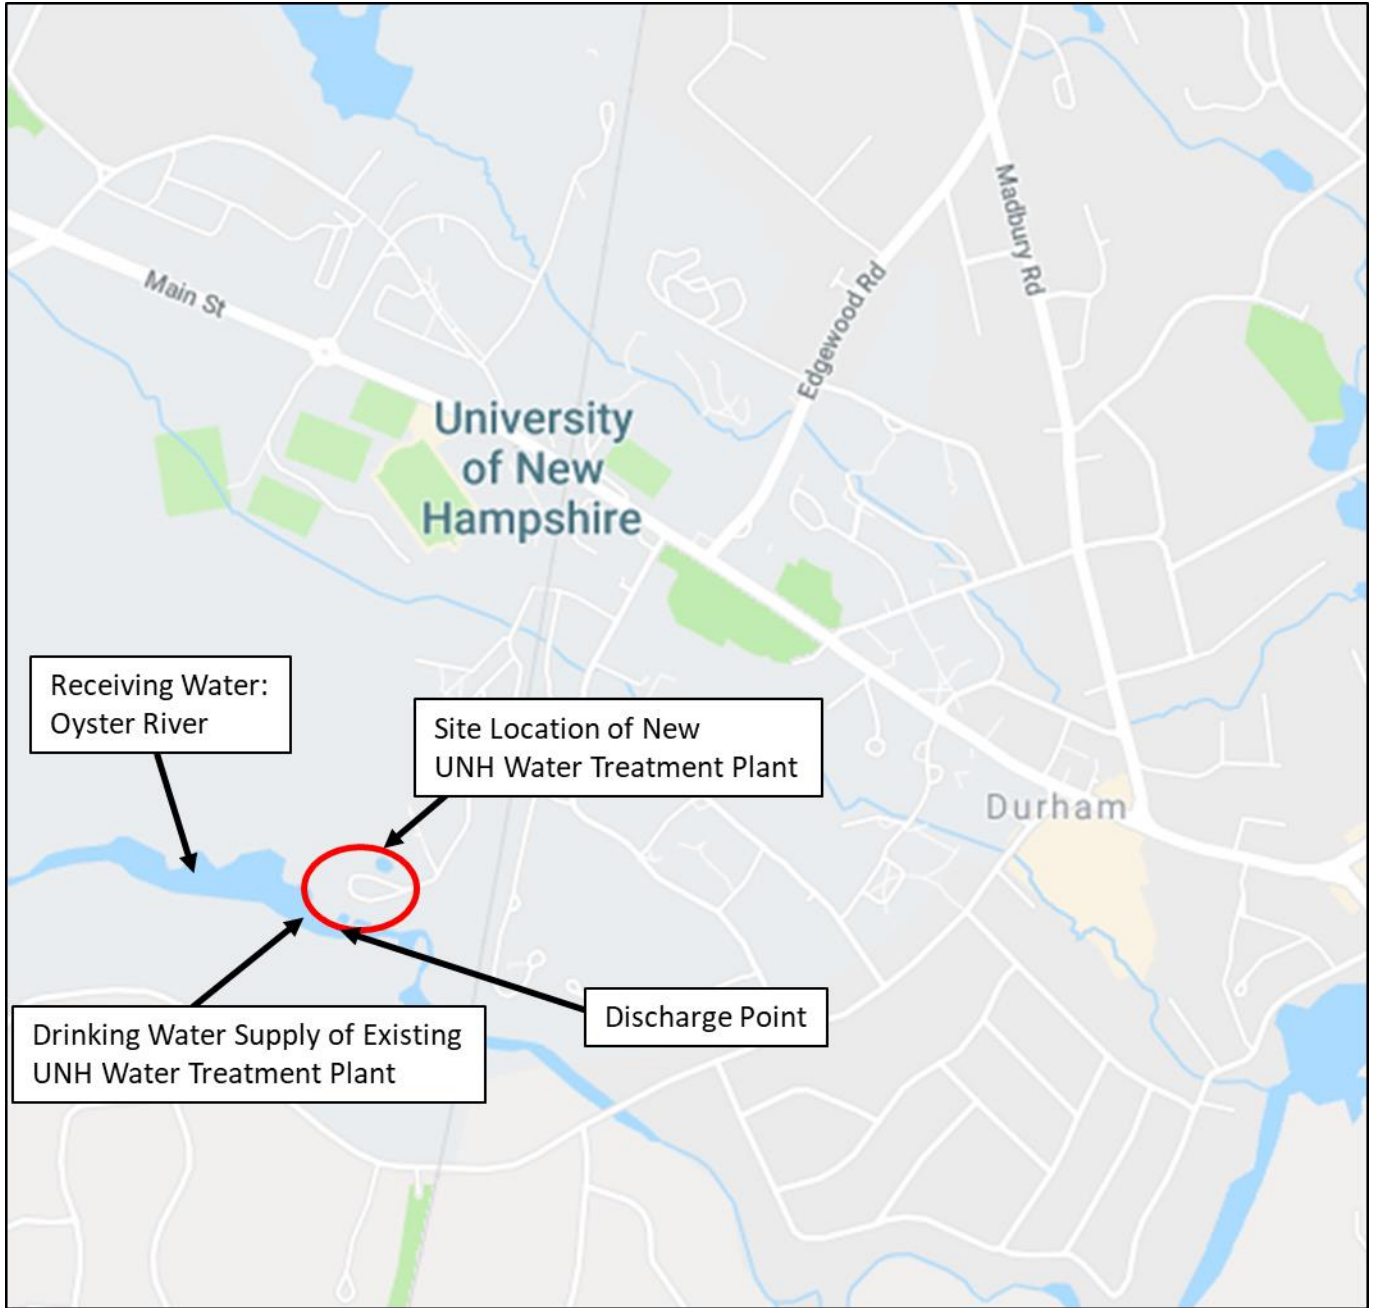 Madbury Rd
Main St
Edgewood Rd
University
of New
Hampshire
Receiving Water:
Oyster River
Site Location of New
UNH Water Treatment Plant
Durham
Discharge Point
Drinking Water Supply of Existing
UNH Water Treatment Plant